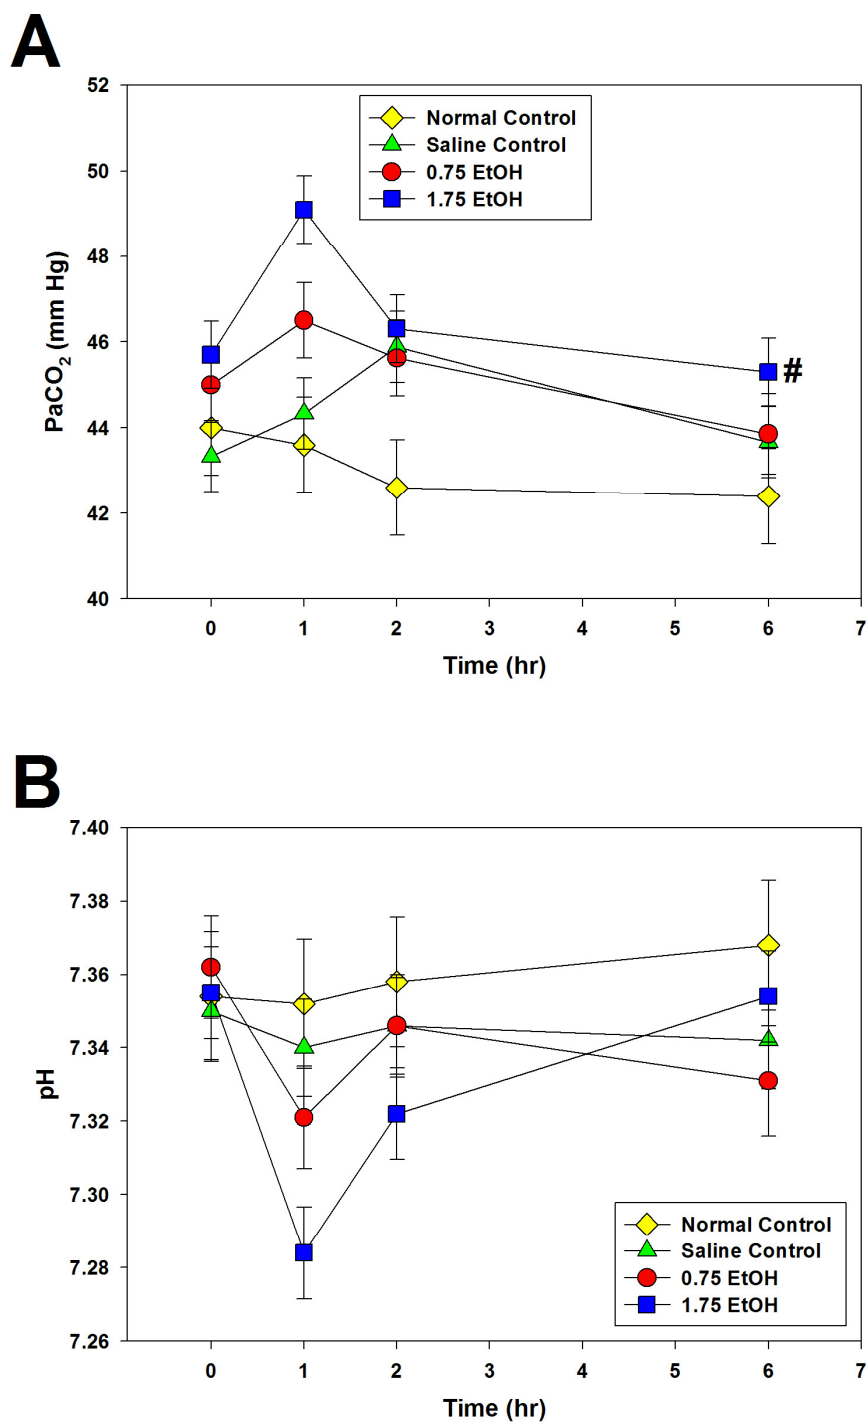 A
52
50
48
46
44
42
40
PaCO2 (mm Hg)
Normal Control
Saline Control
0.75 EtOH
1.75 EtOH
#
0 1 2 3 4 5 6 7
Time (hr)
B
7.40
7.38
7.36
7.34
7.32
7.30
7.28
7.26
pH
Normal Control
Saline Control
0.75 EtOH
1.75 EtOH
0 1 2 3 4 5 6 7
Time (hr)